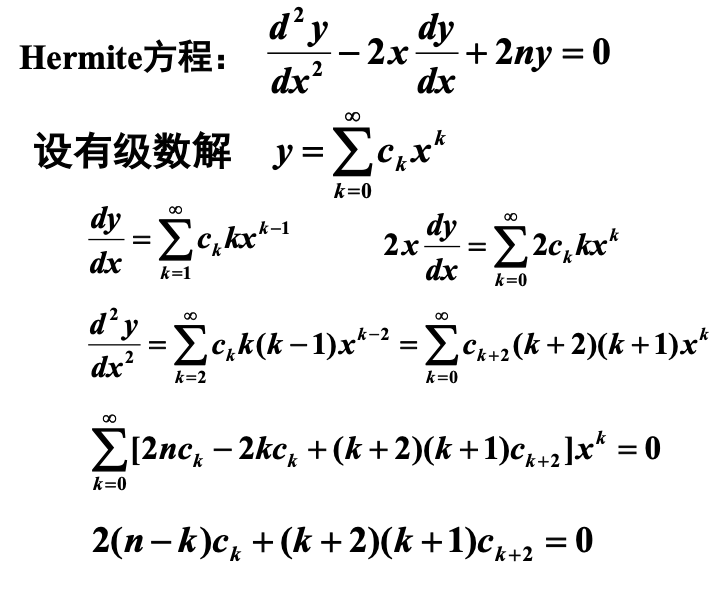 Hermite方程： \frac{d^2 y}{dx^2} - 2x \frac{dy}{dx} + 2ny = 0
设有级数解 y = \sum_{k=0}^{\infty} c_k x^k
\frac{dy}{dx} = \sum_{k=1}^{\infty} c_k k x^{k-1} 2x \frac{dy}{dx} = \sum_{k=0}^{\infty} 2c_k k x^k
\frac{d^2 y}{dx^2} = \sum_{k=2}^{\infty} c_k k(k-1) x^{k-2} = \sum_{k=0}^{\infty} c_{k+2} (k+2)(k+1) x^k
\sum_{k=0}^{\infty} [2nc_k - 2kc_k + (k+2)(k+1)c_{k+2}] x^k = 0
2(n-k)c_k + (k+2)(k+1)c_{k+2} = 0